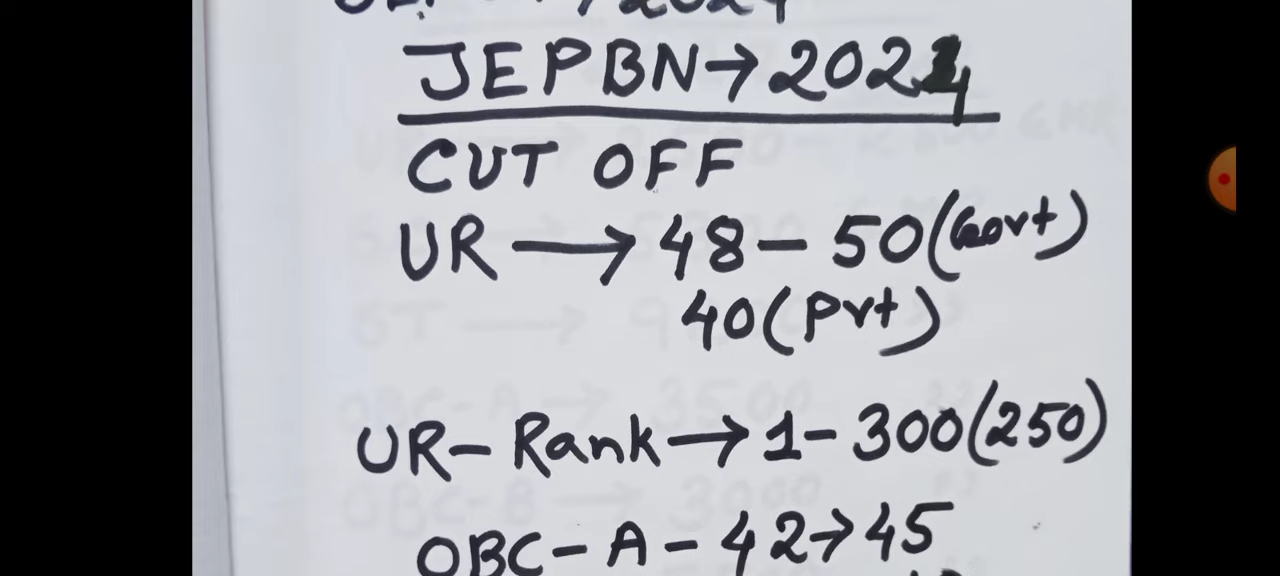 JEPBN→2024
CUT OFF
UR → 48 - 50 (Govt)
40 (Pvt)
UR - Rank → 1 - 300 (250)
OBC - A - 42 → 45